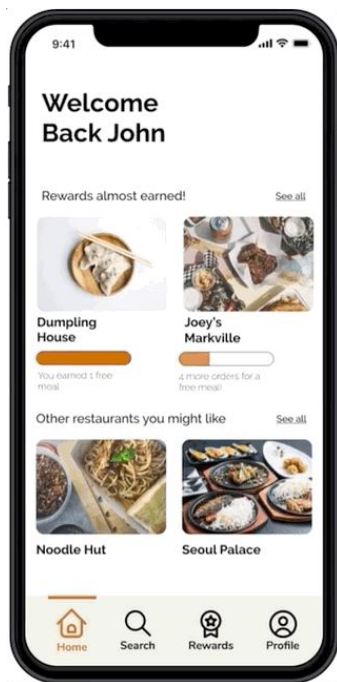 9:41
Welcome
Back John
Rewards almost earned! See all
Dumpling
House
Joey's
Markville
You earned 1 free
meal
4 more orders for a
free meal!
Other restaurants you might like See all
Noodle Hut
Seoul Palace
Home
Search
Rewards
Profile